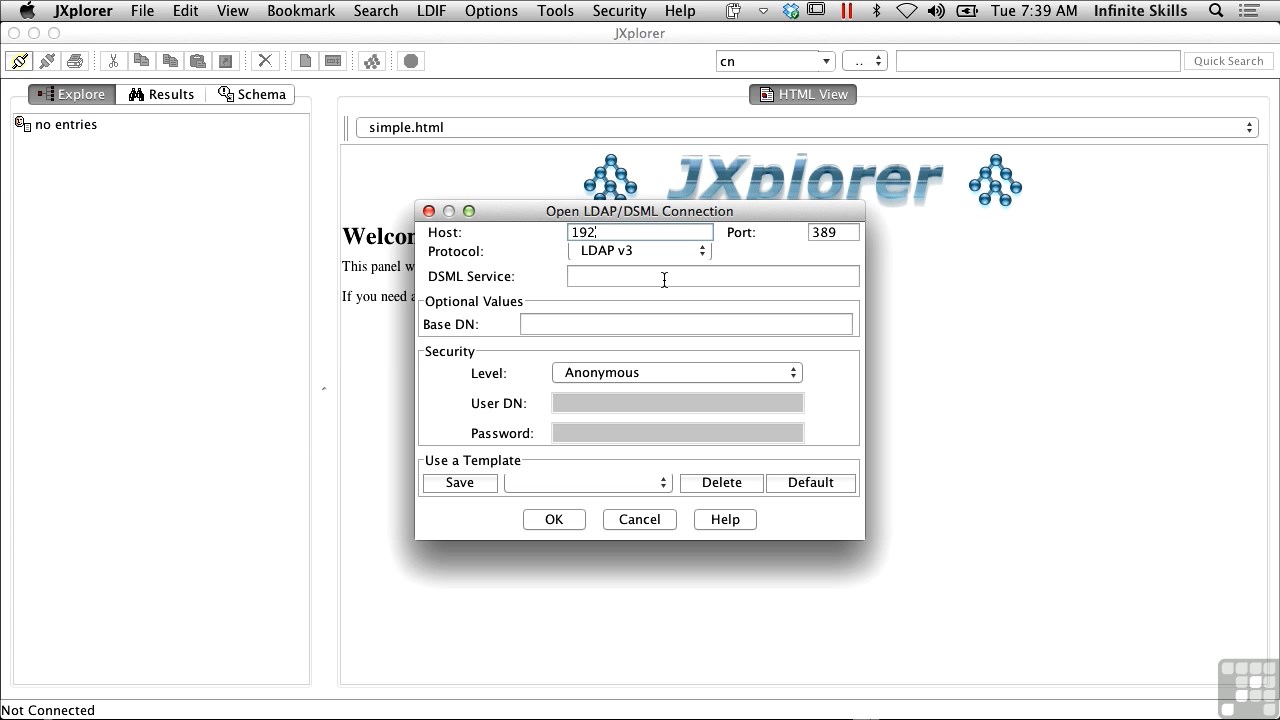 JXplorer File Edit View Bookmark Search LDIF Options Tools Security Help Tue 7:39 AM Infinite Skills
JXplorer
cn .. Quick Search
Explore Results Schema HTML View
no entries
simple.html
JXplorer
Open LDAP/DSML Connection
Host: 192 Port: 389
Protocol: LDAP v3
DSML Service:
Optional Values
Base DN:
Security
Level: Anonymous
User DN:
Password:
Use a Template
Save Delete Default
OK Cancel Help
This panel
If you need
Not Connected